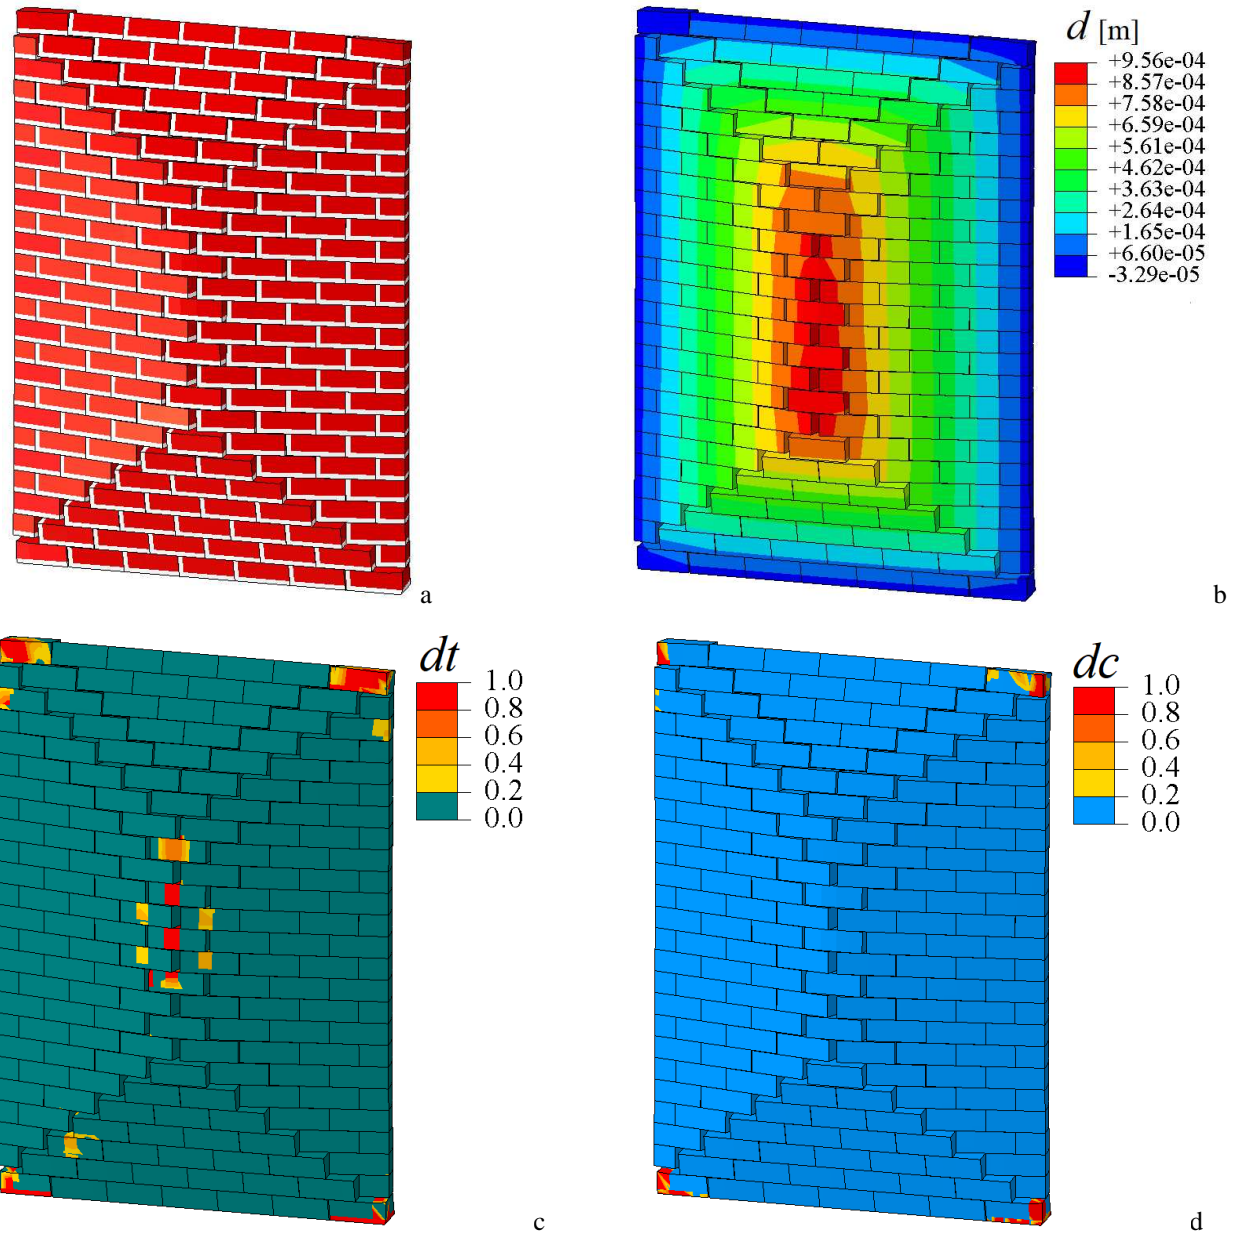 a
d [m]
+9.56e-04
+8.57e-04
+7.58e-04
+6.59e-04
+5.61e-04
+4.62e-04
+3.63e-04
+2.64e-04
+1.65e-04
+6.60e-05
-3.29e-05
b
dt
1.0
0.8
0.6
0.4
0.2
0.0
c
dc
1.0
0.8
0.6
0.4
0.2
0.0
d